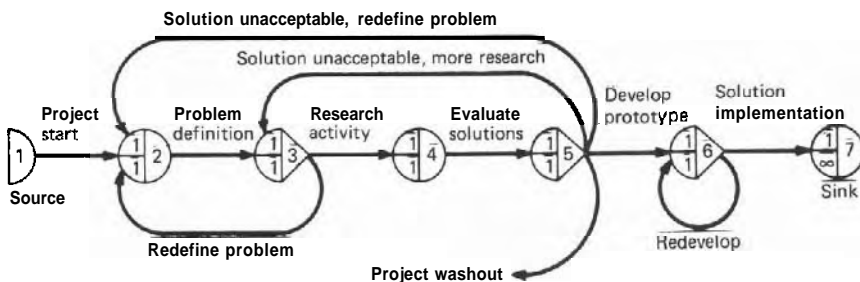 Solution unacceptable, redefine problem
Solution unacceptable, more research
Project
start
Problem
definition
Research
activity
Evaluate
solutions
Develop
prototype
Solution
implementation
1
1
1
2
1
1
3
1
1
4
1
1
5
1
1
6
1
∞
7
Source
Sink
Redefine problem
Redevelop
Project washout